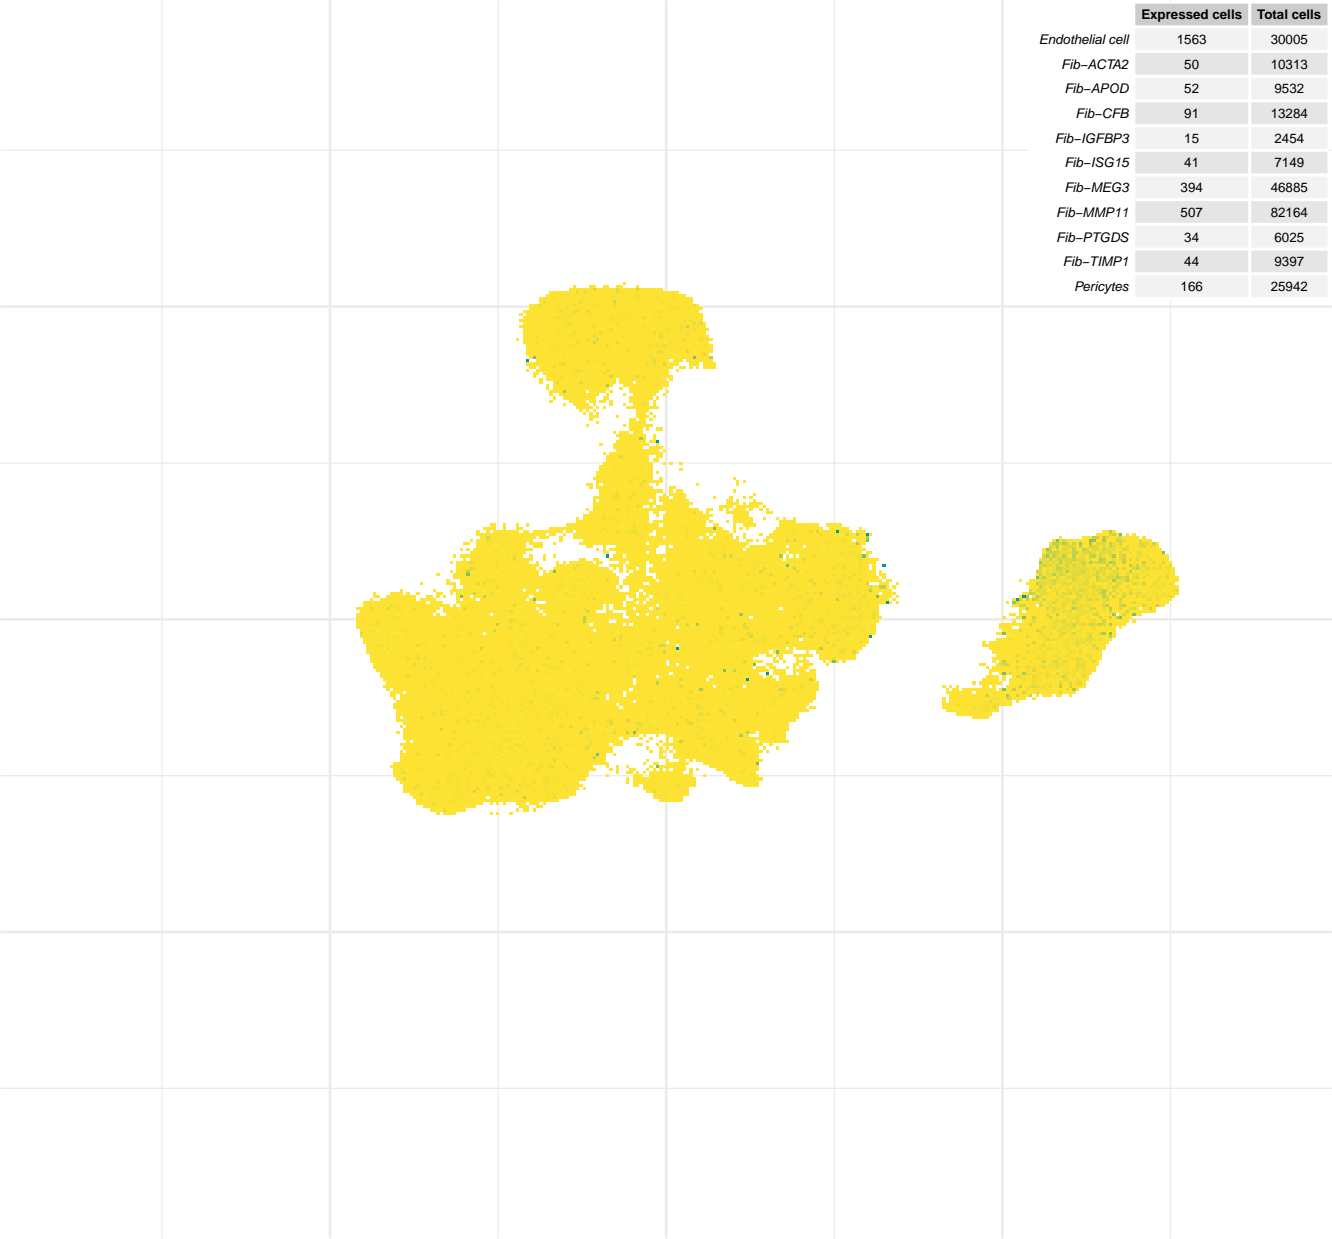 Expressed cells Total cells
Endothelial cell 1563 30005
Fib−ACTA2 50 10313
Fib−APOD 52 9532
Fib−CFB 91 13284
Fib−IGFBP3 15 2454
Fib−ISG15 41 7149
Fib−MEG3 394 46885
Fib−MMP11 507 82164
Fib−PTGDS 34 6025
Fib−TIMP1 44 9397
Pericytes 166 25942